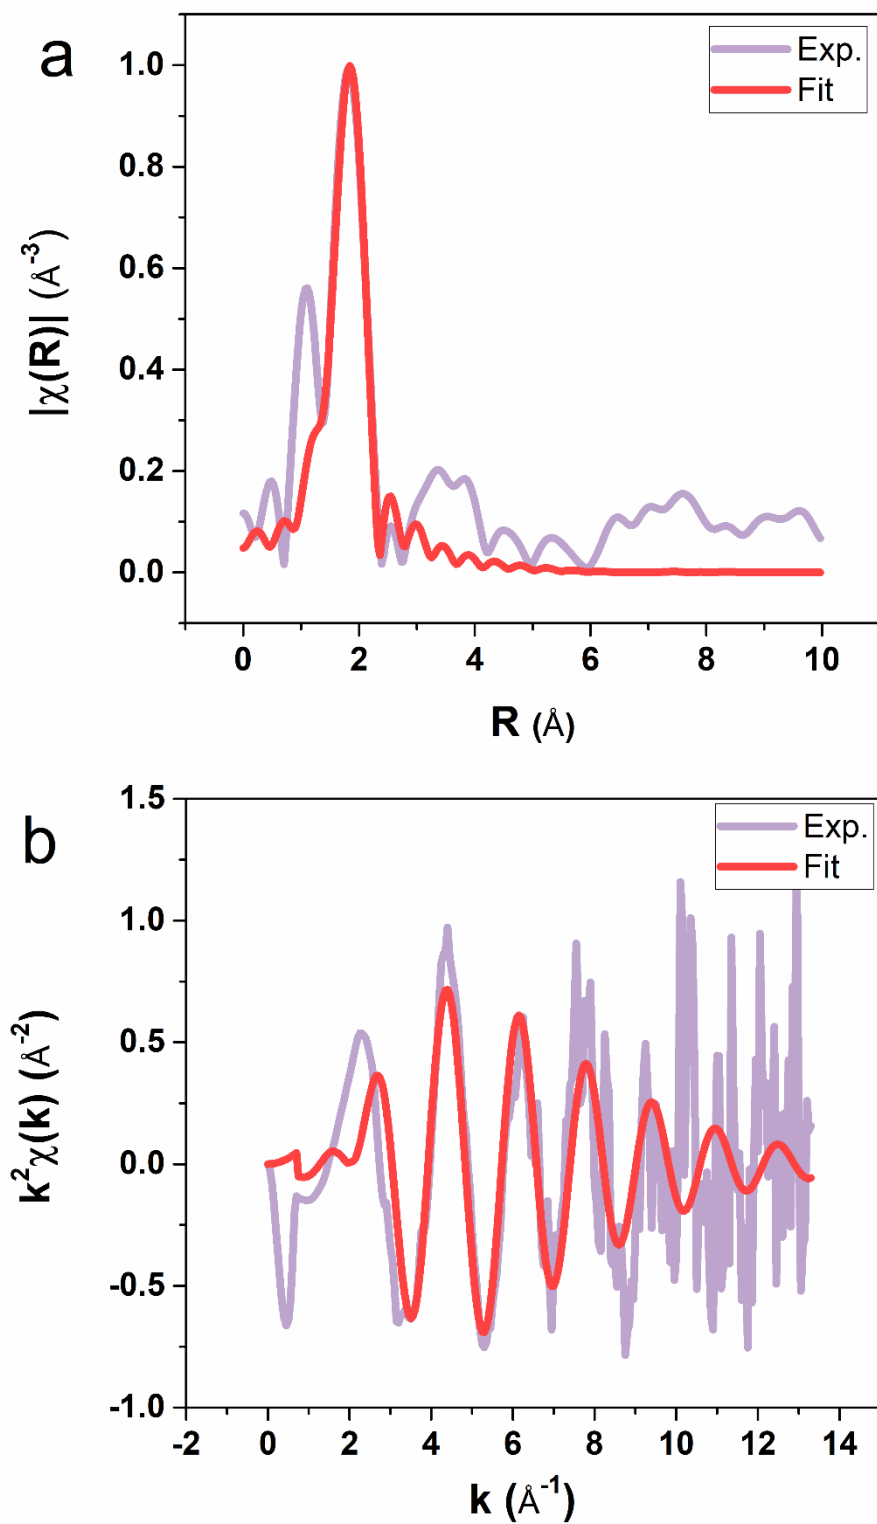 a
Exp.
Fit
1.0
0.8
0.6
0.4
0.2
0.0
|χ(R)| (Å⁻³)
0 2 4 6 8 10
R (Å)
b
Exp.
Fit
1.5
1.0
0.5
0.0
-0.5
-1.0
k²χ(k) (Å⁻²)
-2 0 2 4 6 8 10 12 14
k (Å⁻¹)